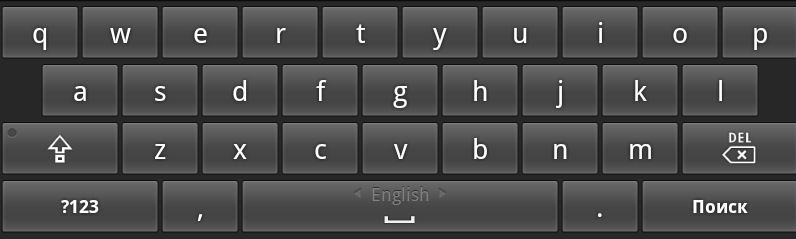 q w e r t y u i o p
a s d f g h j k l
z x c v b n m DEL
?123 , English . Поиск